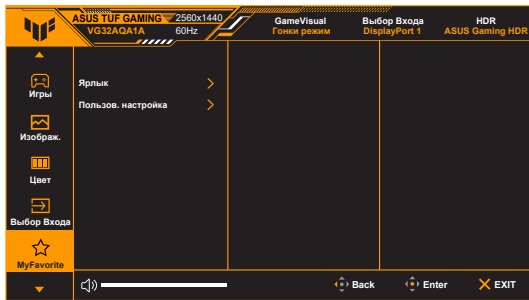 ASUS TUF GAMING 2560x1440 GameVisual Выбор Входа HDR
VG32AQA1A 60Hz Гонки режим DisplayPort 1 ASUS Gaming HDR
Игры
Изображ.
Цвет
Выбор Входа
MyFavorite
Ярлык
Пользов. настройка
Back Enter EXIT